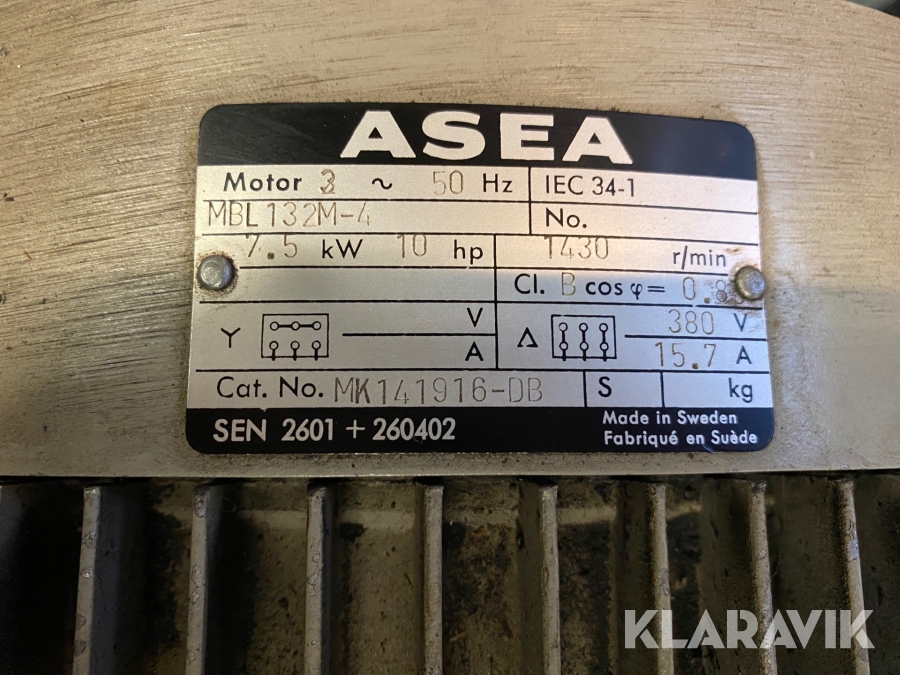 ASEA
Motor 3 ~ 50 Hz IEC 34-1
MBL132M-4 No.
7.5 kW 10 hp 1430 r/min
Cl. B cos φ = 0.8
Y V Δ 380 V
A 15.7 A
Cat. No. MK141916-DB S kg
SEN 2601 + 260402
Made in Sweden
Fabriqué en Suède
KLARAVIK